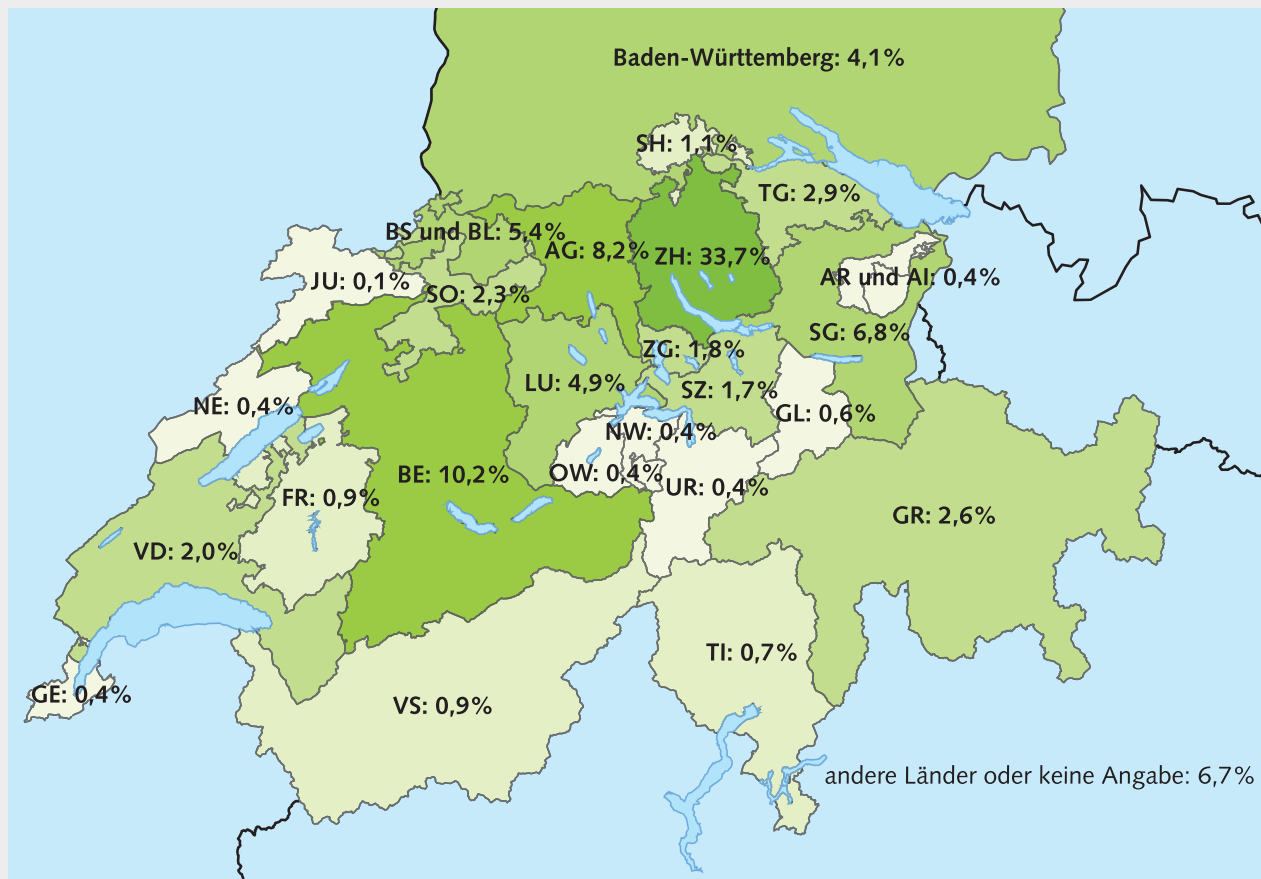 Baden-Württemberg: 4,1%
SH: 1,1%
TG: 2,9%
BS und BL: 5,4%
AG: 8,2%
ZH: 33,7%
JU: 0,1%
SO: 2,3%
AR und AI: 0,4%
SG: 6,8%
ZG: 1,8%
LU: 4,9%
SZ: 1,7%
NE: 0,4%
GL: 0,6%
NW: 0,4%
BE: 10,2%
OW: 0,4%
UR: 0,4%
FR: 0,9%
GR: 2,6%
VD: 2,0%
TI: 0,7%
GE: 0,4%
VS: 0,9%
andere Länder oder keine Angabe: 6,7%